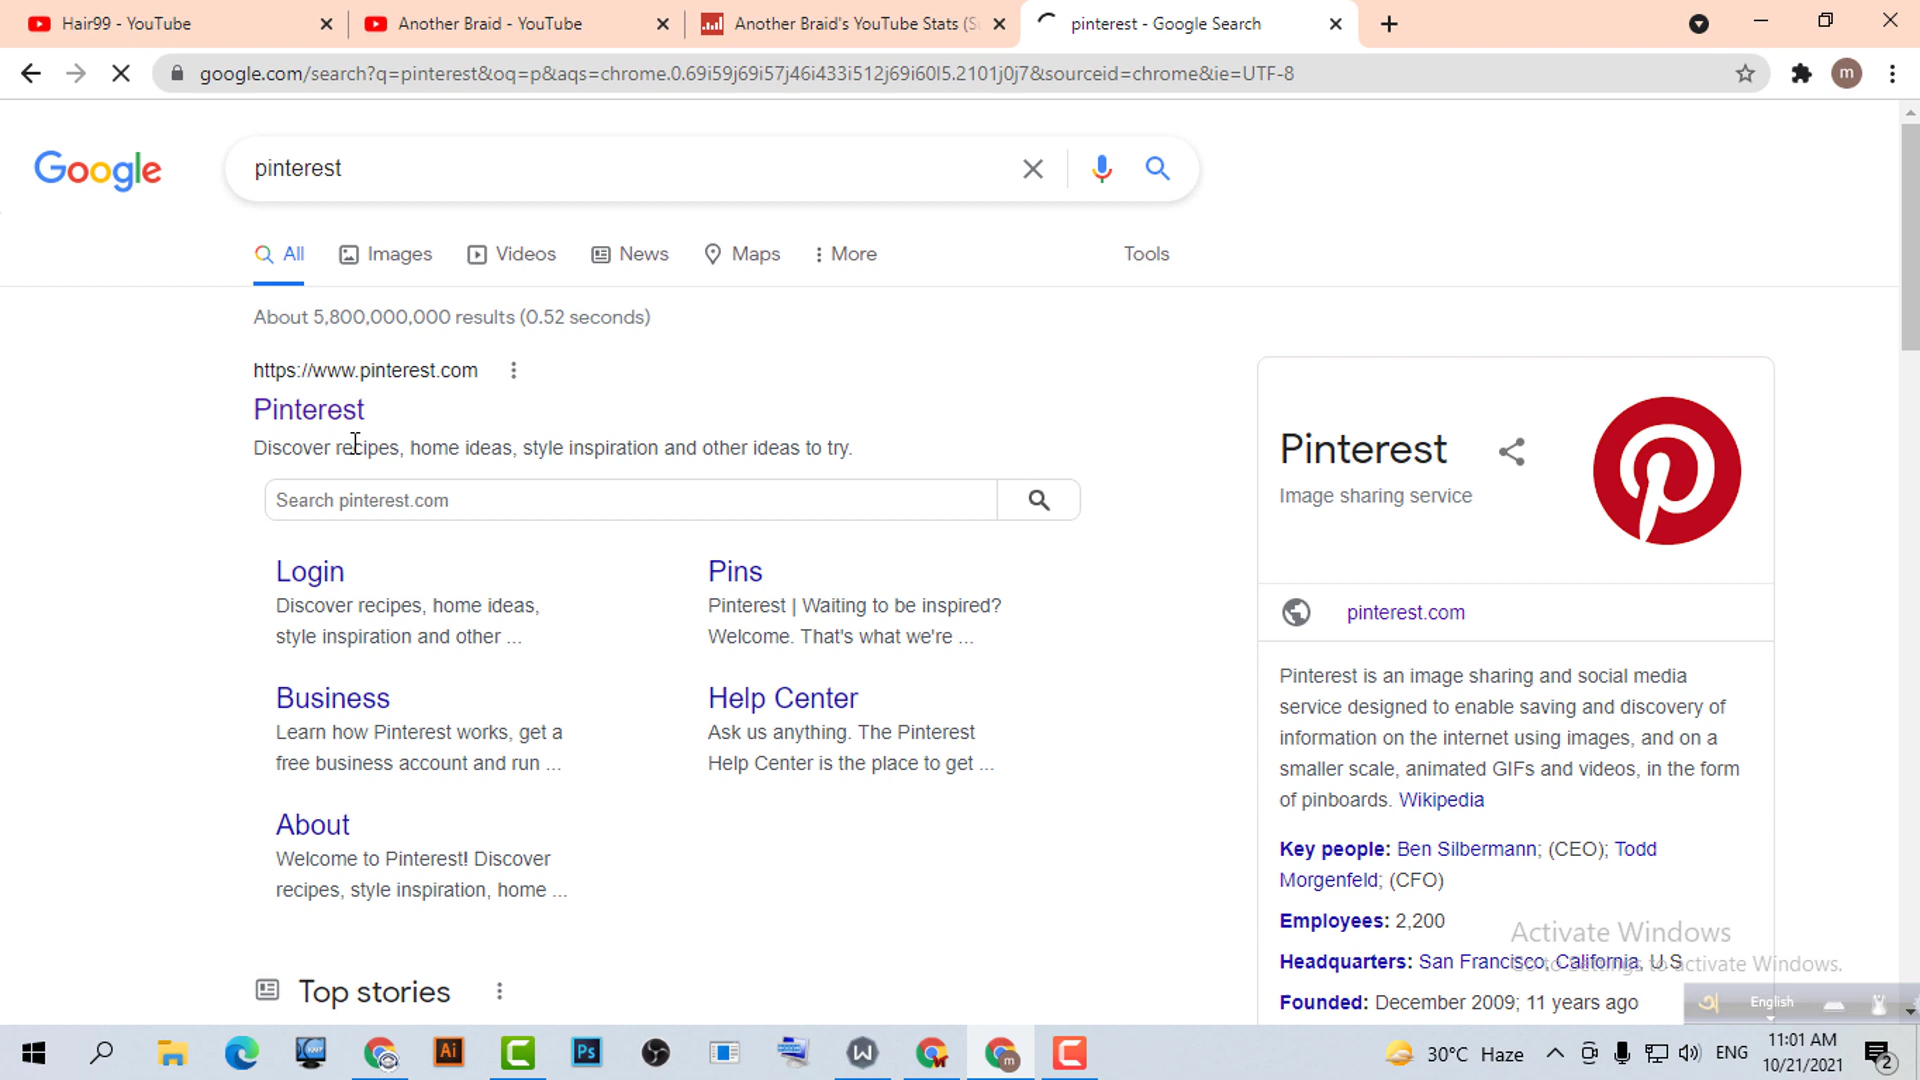 Hair99 - YouTube
Another Braid - YouTube
Another Braid's YouTube Stats (S
pinterest - Google Search
google.com/search?q=pinterest&oq=p&aqs=chrome.0.69i59j69i57j46i433i512j69i60l5.2101j0j7&sourceid=chrome&ie=UTF-8
m
Google
pinterest
All
Images
Videos
News
Maps
More
Tools
About 5,800,000,000 results (0.52 seconds)
https://www.pinterest.com
Pinterest
Discover recipes, home ideas, style inspiration and other ideas to try.
Search pinterest.com
Login
Discover recipes, home ideas,
style inspiration and other ...
Pins
Pinterest | Waiting to be inspired?
Welcome. That's what we're ...
Business
Learn how Pinterest works, get a
free business account and run ...
Help Center
Ask us anything. The Pinterest
Help Center is the place to get ...
About
Welcome to Pinterest! Discover
recipes, style inspiration, home ...
Top stories
Pinterest
Image sharing service
pinterest.com
Pinterest is an image sharing and social media
service designed to enable saving and discovery of
information on the internet using images, and on a
smaller scale, animated GIFs and videos, in the form
of pinboards. Wikipedia
Key people: Ben Silbermann; (CEO); Todd
Morgenfeld; (CFO)
Employees: 2,200
Headquarters: San Francisco, California, U.S
Founded: December 2009; 11 years ago
Activate Windows
Go to Settings to activate Windows.
English
Ai
Ps
m
30°C Haze
ENG
11:01 AM
10/21/2021
2